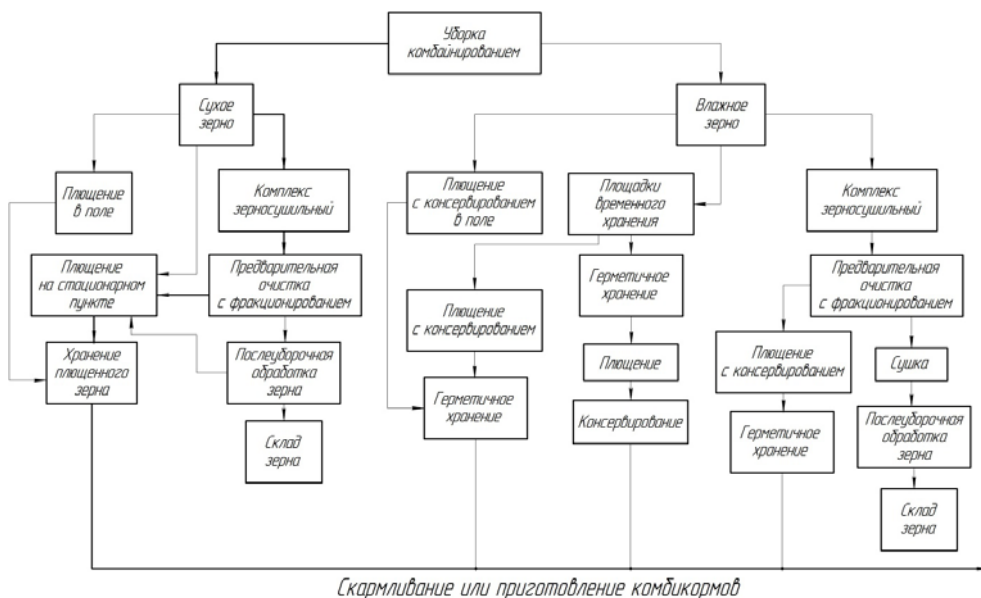 Уборка
комбайнированием
Сухое
зерно
Влажное
зерно
Плющение
в поле
Комплекс
зерносушильный
Плющение
с консервированием
в поле
Площадки
временного
хранения
Комплекс
зерносушильный
Плющение
на стационарном
пункте
Предварительная
очистка
с фракционированием
Плющение
с консервированием
Герметичное
хранение
Предварительная
очистка
с фракционированием
Хранение
плющенного
зерна
Послеуборочная
обработка
зерна
Герметичное
хранение
Плющение
Плющение
с консервированием
Сушка
Склад
зерна
Консервирование
Герметичное
хранение
Послеуборочная
обработка
зерна
Склад
зерна
Скармливание или приготовление комбикормов